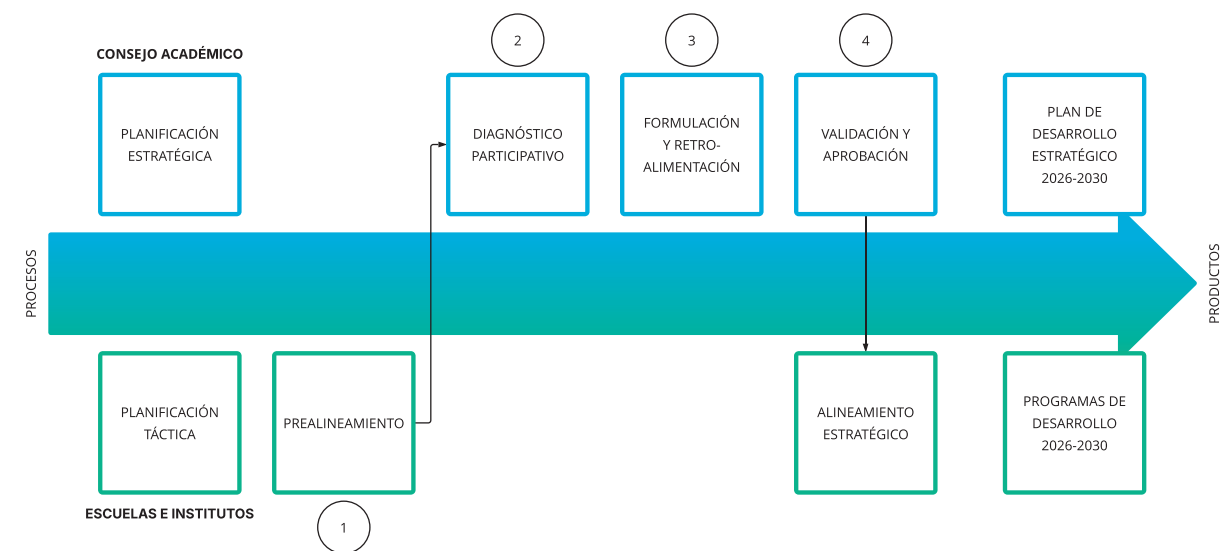 2
3
4
CONSEJO ACADÉMICO
PLANIFICACIÓN
ESTRATÉGICA
DIAGNÓSTICO
PARTICIPATIVO
FORMULACIÓN
Y RETRO-
ALIMENTACIÓN
VALIDACIÓN Y
APROBACIÓN
PLAN DE
DESARROLLO
ESTRATÉGICO
2026-2030
PROCESOS
PRODUCTOS
PLANIFICACIÓN
TÁCTICA
PREALINEAMIENTO
ALINEAMIENTO
ESTRATÉGICO
PROGRAMAS DE
DESARROLLO
2026-2030
ESCUELAS E INSTITUTOS
1